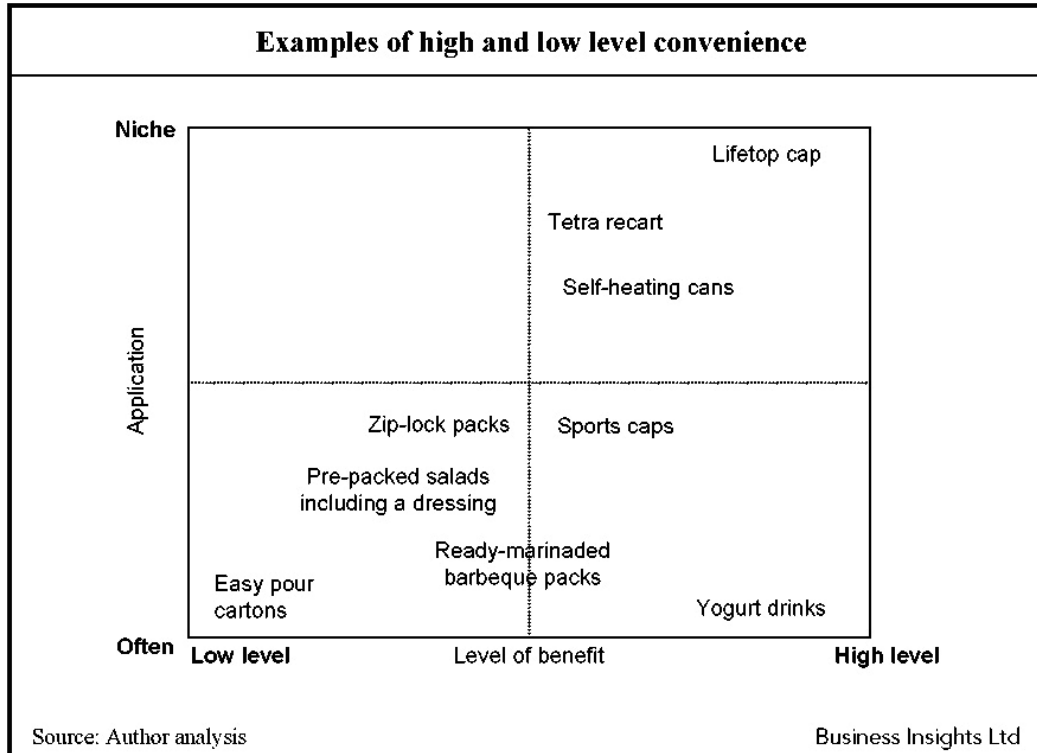 Examples of high and low level convenience
Niche
Lifetop cap
Tetra recart
Self-heating cans
Application
Zip-lock packs
Sports caps
Pre-packed salads
including a dressing
Ready-marinaded
barbeque packs
Easy pour
cartons
Yogurt drinks
Often
Low level
Level of benefit
High level
Source: Author analysis
Business Insights Ltd